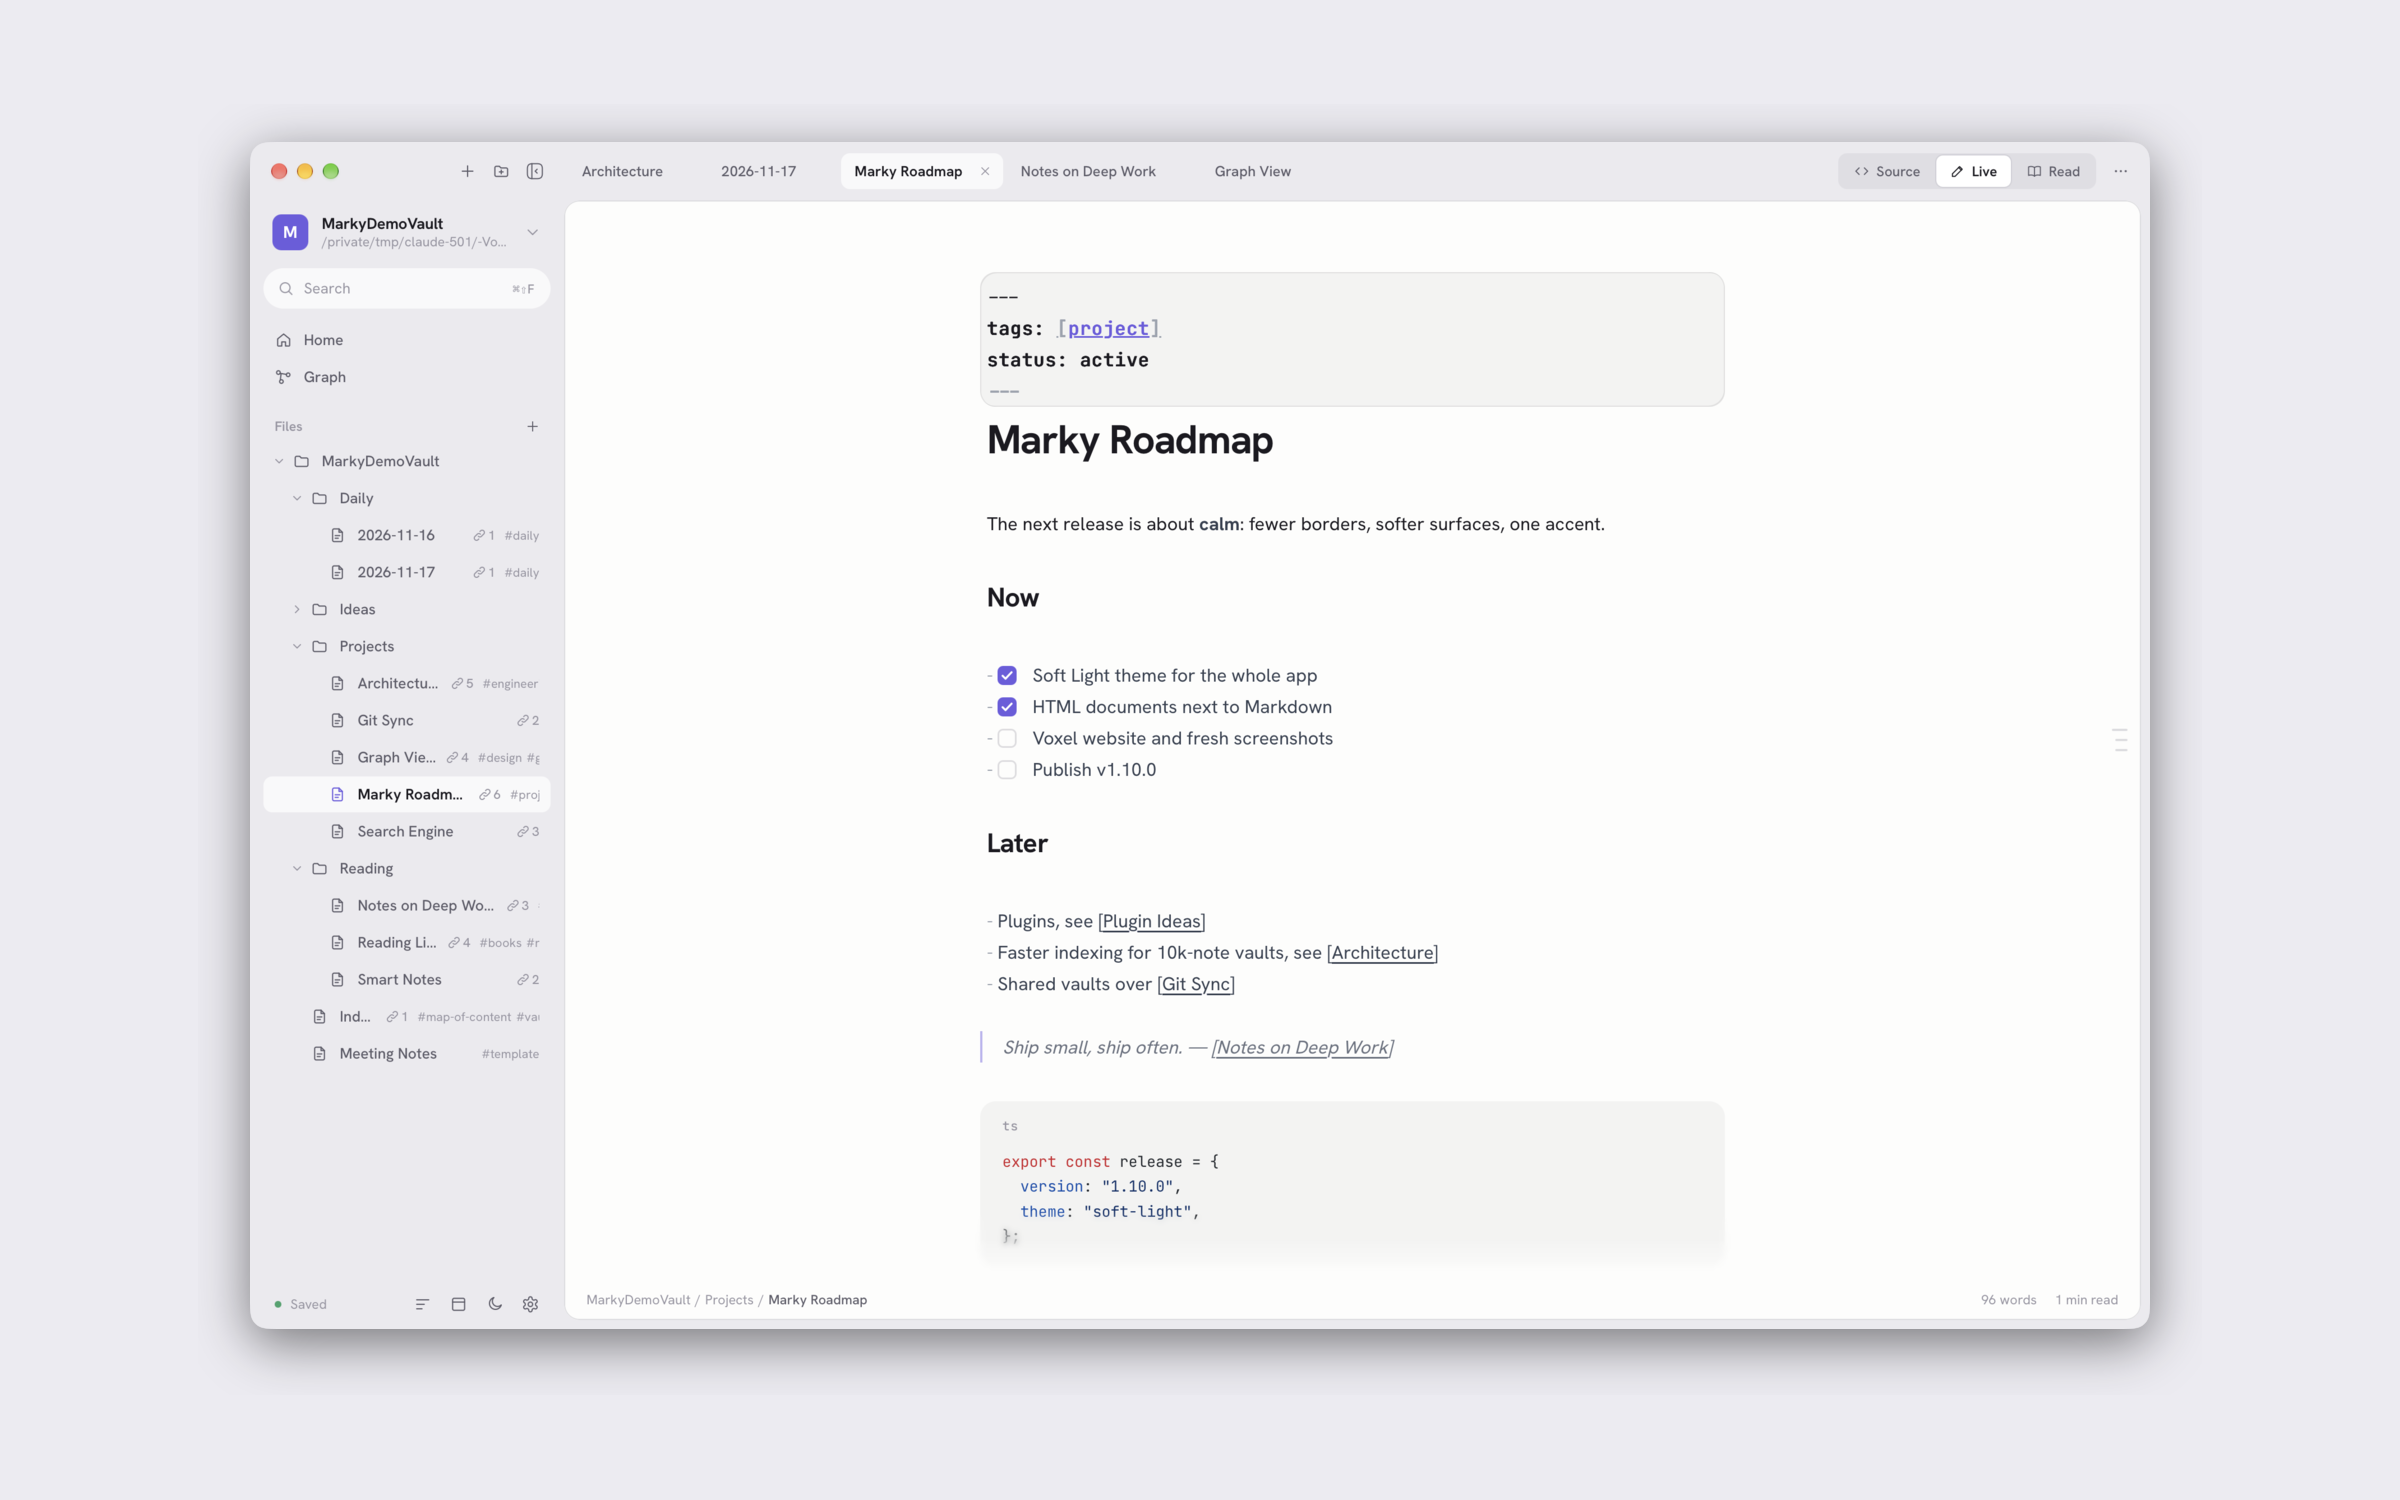 Architecture
2026-11-17
Marky Roadmap
Notes on Deep Work
Graph View
Source
Live
Read
M
MarkyDemoVault
/private/tmp/claude-501/-Vo...
Search ⌘⇧F
Home
Graph
Files
MarkyDemoVault
Daily
2026-11-16 1 #daily
2026-11-17 1 #daily
Ideas
Projects
Architectu... 5 #engineer
Git Sync 2
Graph Vie... 4 #design #g
Marky Roadm... 6 #proj
Search Engine 3
Reading
Notes on Deep Wo... 3
Reading Li... 4 #books #r
Smart Notes 2
Ind... 1 #map-of-content #vau
Meeting Notes #template
Saved
---
tags: [project]
status: active
---
Marky Roadmap
The next release is about calm: fewer borders, softer surfaces, one accent.
Now
- Soft Light theme for the whole app
- HTML documents next to Markdown
- Voxel website and fresh screenshots
- Publish v1.10.0
Later
- Plugins, see [Plugin Ideas]
- Faster indexing for 10k-note vaults, see [Architecture]
- Shared vaults over [Git Sync]
Ship small, ship often. — [Notes on Deep Work]
ts
export const release = {
  version: "1.10.0",
  theme: "soft-light",
};
MarkyDemoVault / Projects / Marky Roadmap
96 words 1 min read